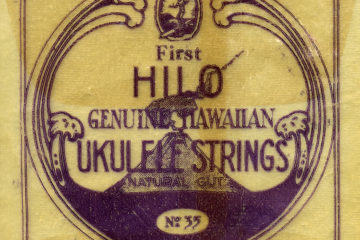 First
HILO
GENUINE HAWAIIAN
UKULELE STRINGS
NATURAL GUT
No 35